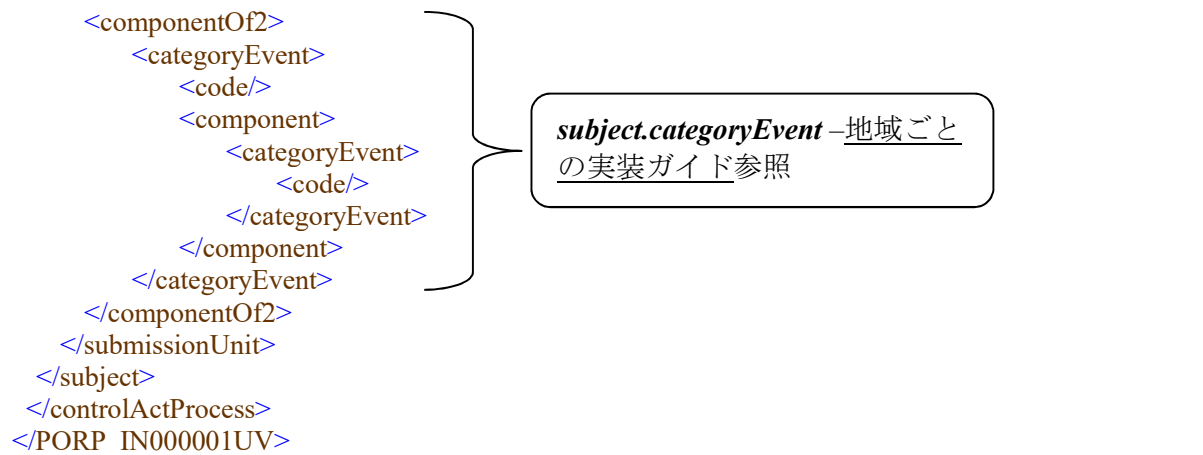 <componentOf2>
<categoryEvent>
<code/>
<component>
<categoryEvent>
<code/>
</categoryEvent>
</component>
</categoryEvent>
</componentOf2>
</submissionUnit>
</subject>
</controlActProcess>
</PORP_IN000001UV>
subject.categoryEvent –地域ごと
の実装ガイド参照